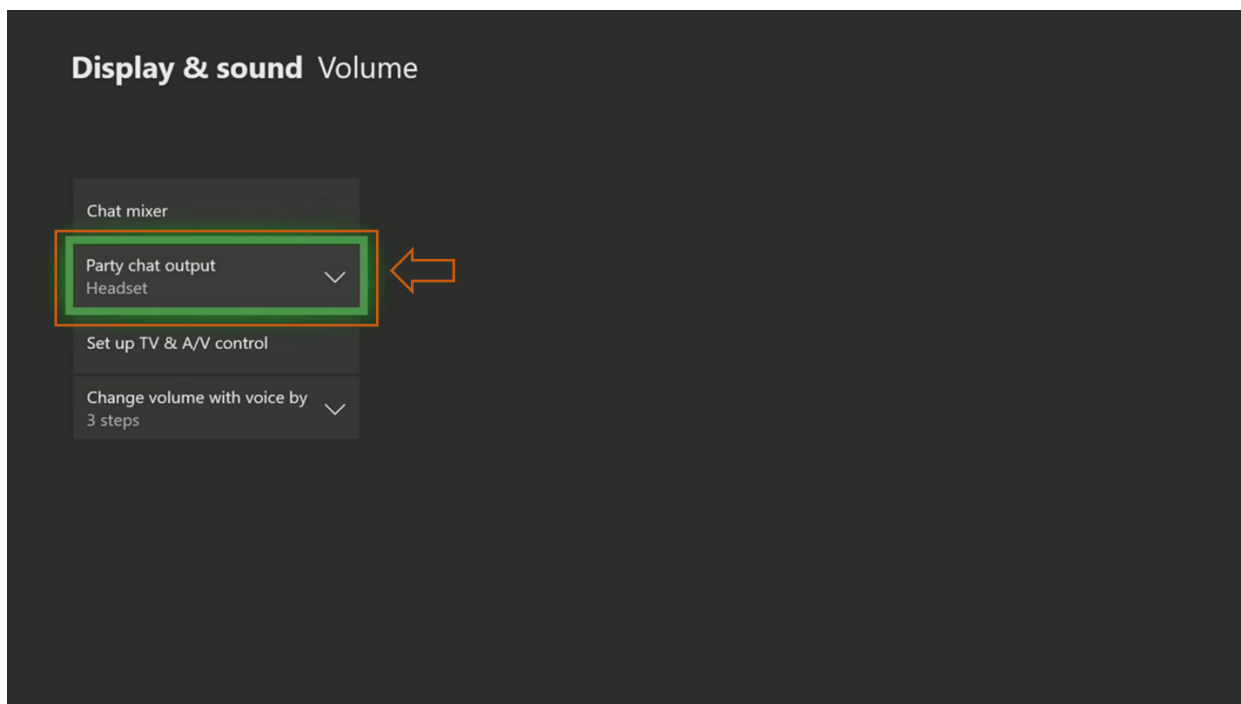 Display & sound Volume
Chat mixer
Party chat output
Headset
Set up TV & A/V control
Change volume with voice by
3 steps